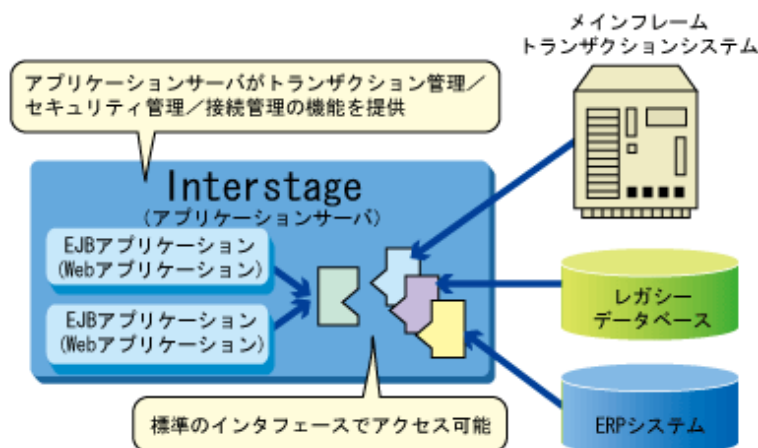 メインフレーム
トランザクションシステム
アプリケーションサーバがトランザクション管理／
セキュリティ管理／接続管理の機能を提供
Interstage
(アプリケーションサーバ)
EJBアプリケーション
(Webアプリケーション)
EJBアプリケーション
(Webアプリケーション)
レガシー
データベース
標準のインタフェースでアクセス可能
ERPシステム